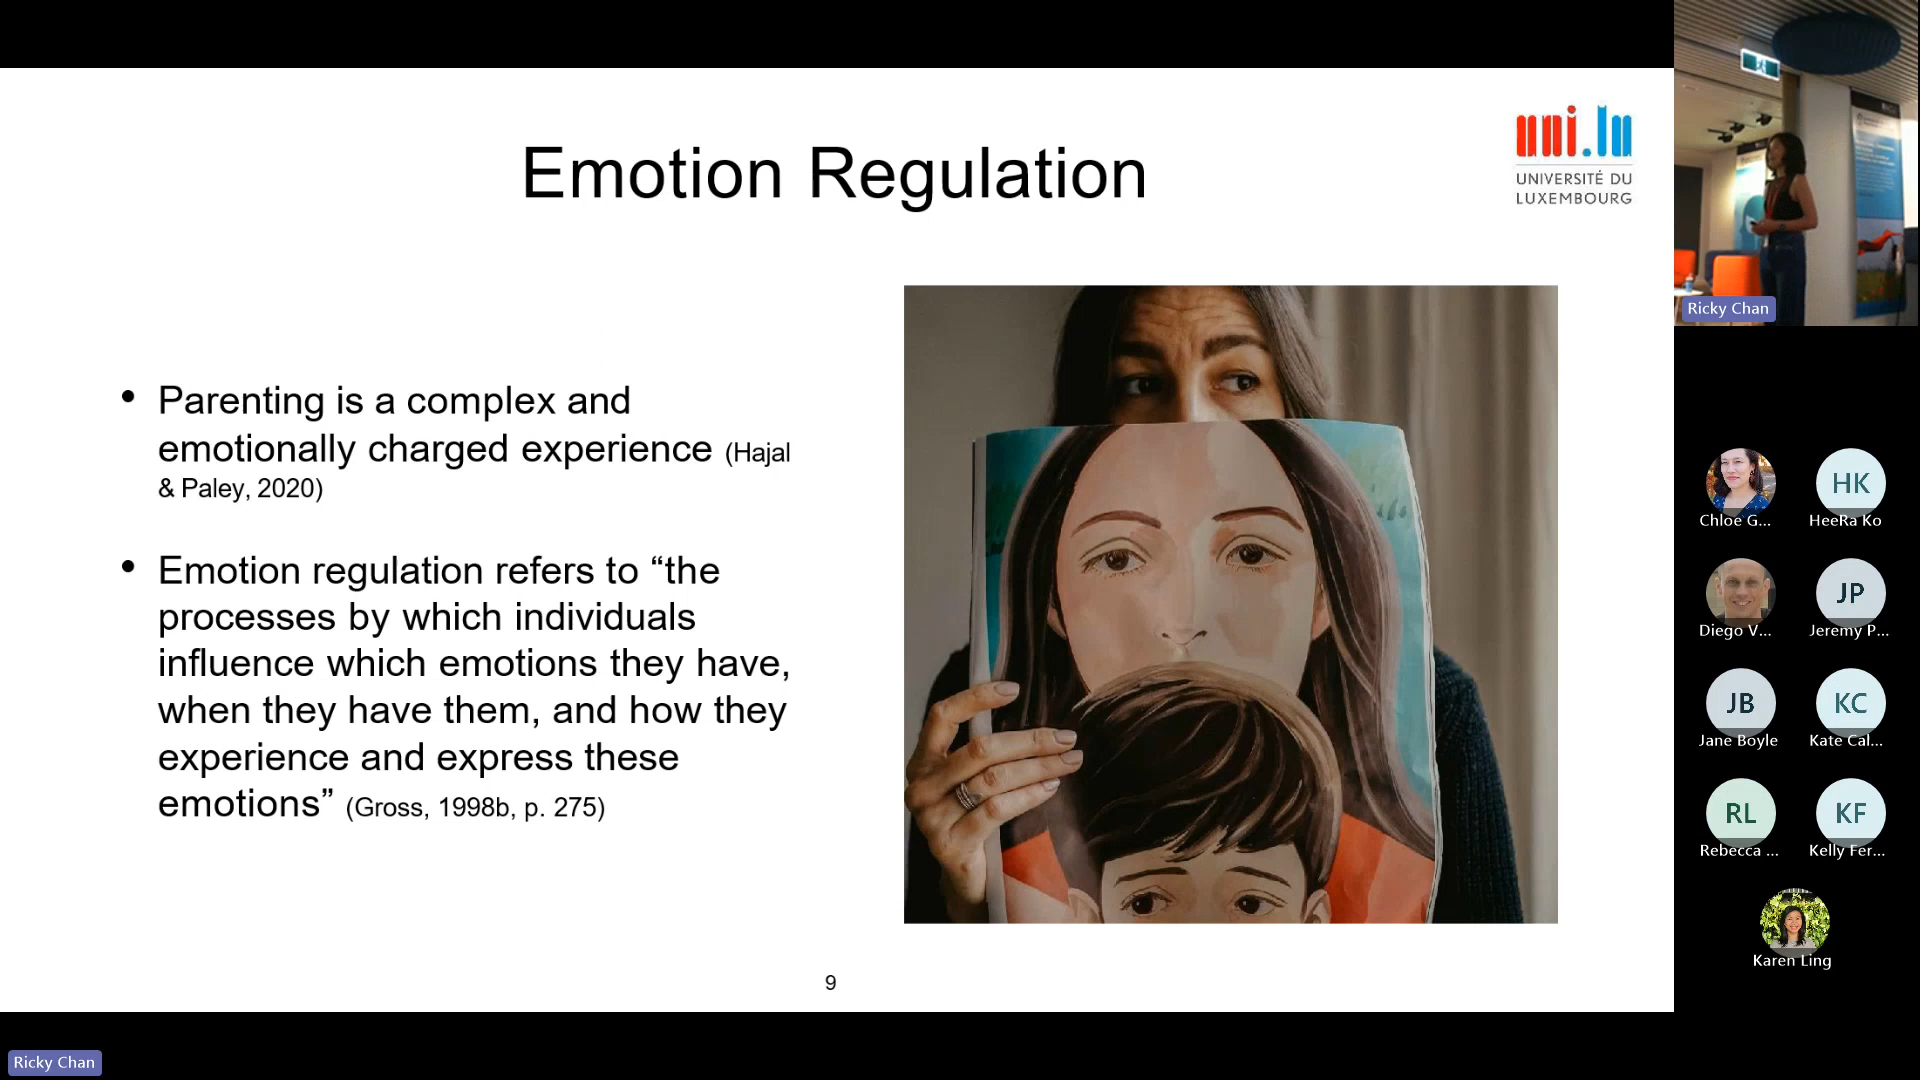 Emotion Regulation
uni.lu
UNIVERSITÉ DU
LUXEMBOURG
• Parenting is a complex and
emotionally charged experience (Hajal
& Paley, 2020)
• Emotion regulation refers to “the
processes by which individuals
influence which emotions they have,
when they have them, and how they
experience and express these
emotions” (Gross, 1998b, p. 275)
9
Ricky Chan
Ricky Chan
Chloe G...
HK
HeeRa Ko
Diego V...
JP
Jeremy P...
JB
Jane Boyle
KC
Kate Cal...
RL
Rebecca ...
KF
Kelly Fer...
Karen Ling